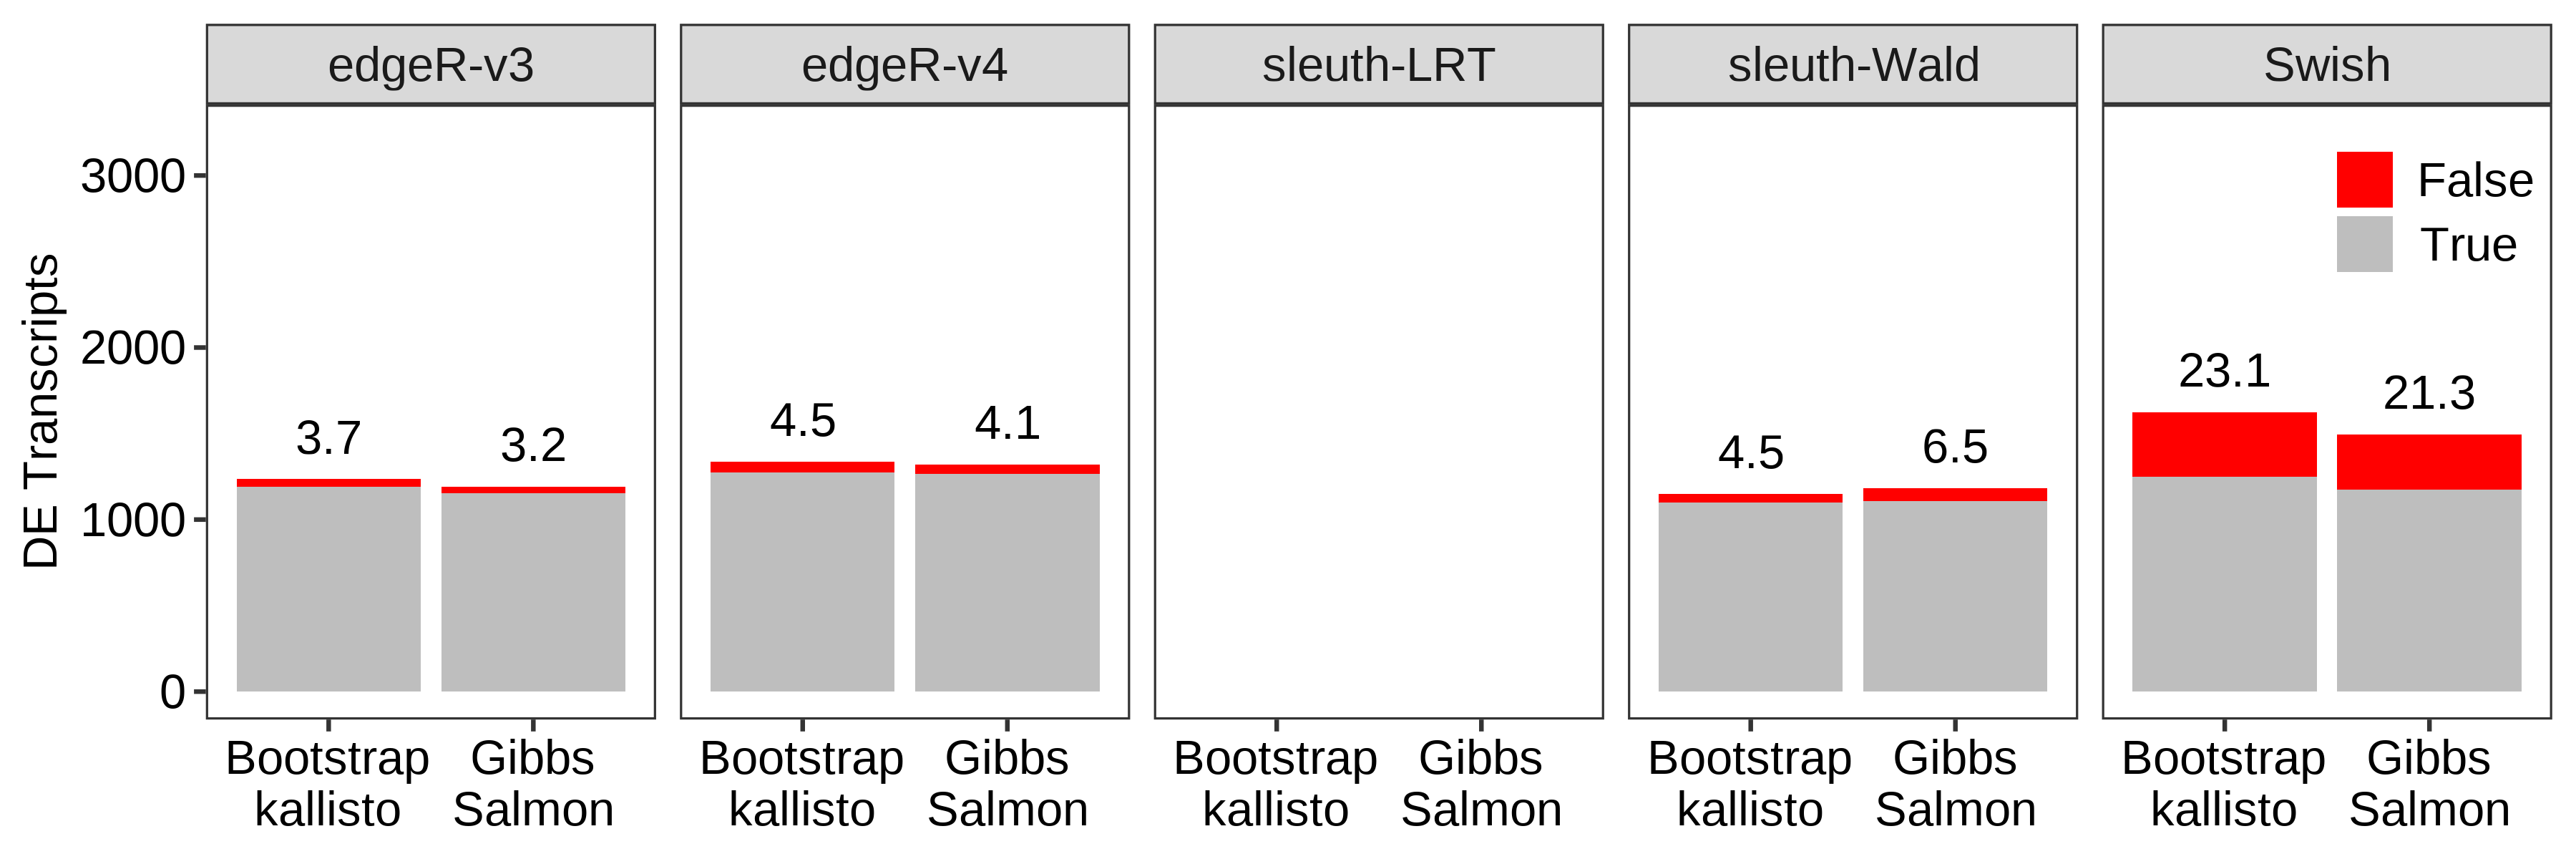 edgeR-v3
edgeR-v4
sleuth-LRT
sleuth-Wald
Swish
DE Transcripts
3000
2000
1000
0
3.7
3.2
4.5
4.1
4.5
6.5
23.1
21.3
False
True
Bootstrap
kallisto
Gibbs
Salmon
Bootstrap
kallisto
Gibbs
Salmon
Bootstrap
kallisto
Gibbs
Salmon
Bootstrap
kallisto
Gibbs
Salmon
Bootstrap
kallisto
Gibbs
Salmon